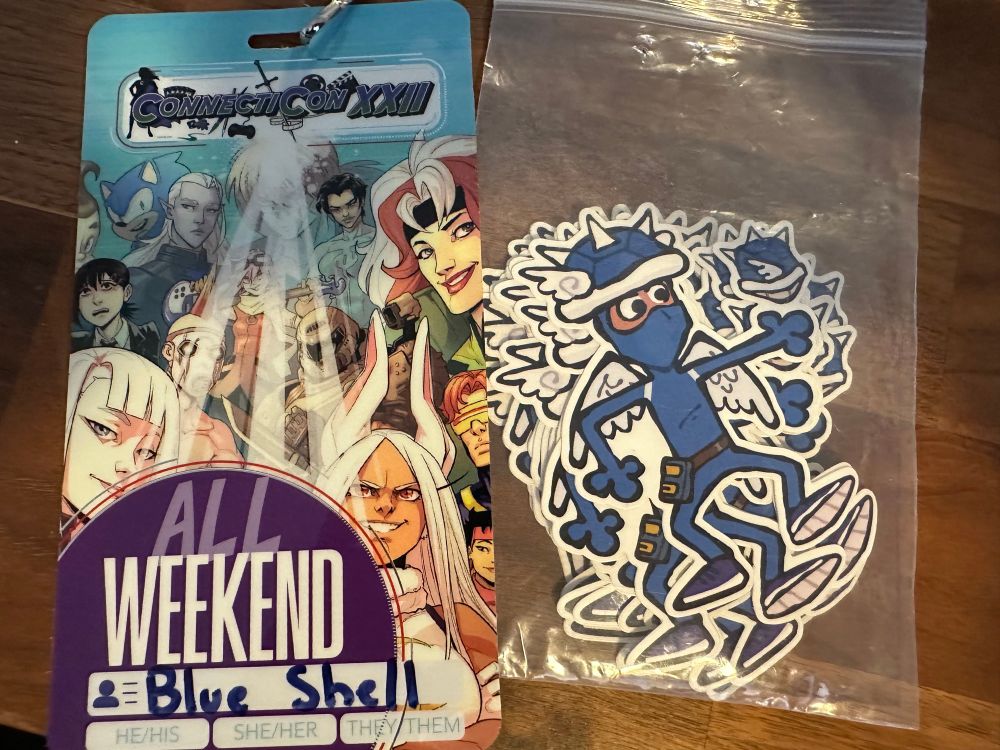 CONNECTICON XXII
ALL
WEEKEND
Blue Shell
HE/HIS SHE/HER THEY/THEM